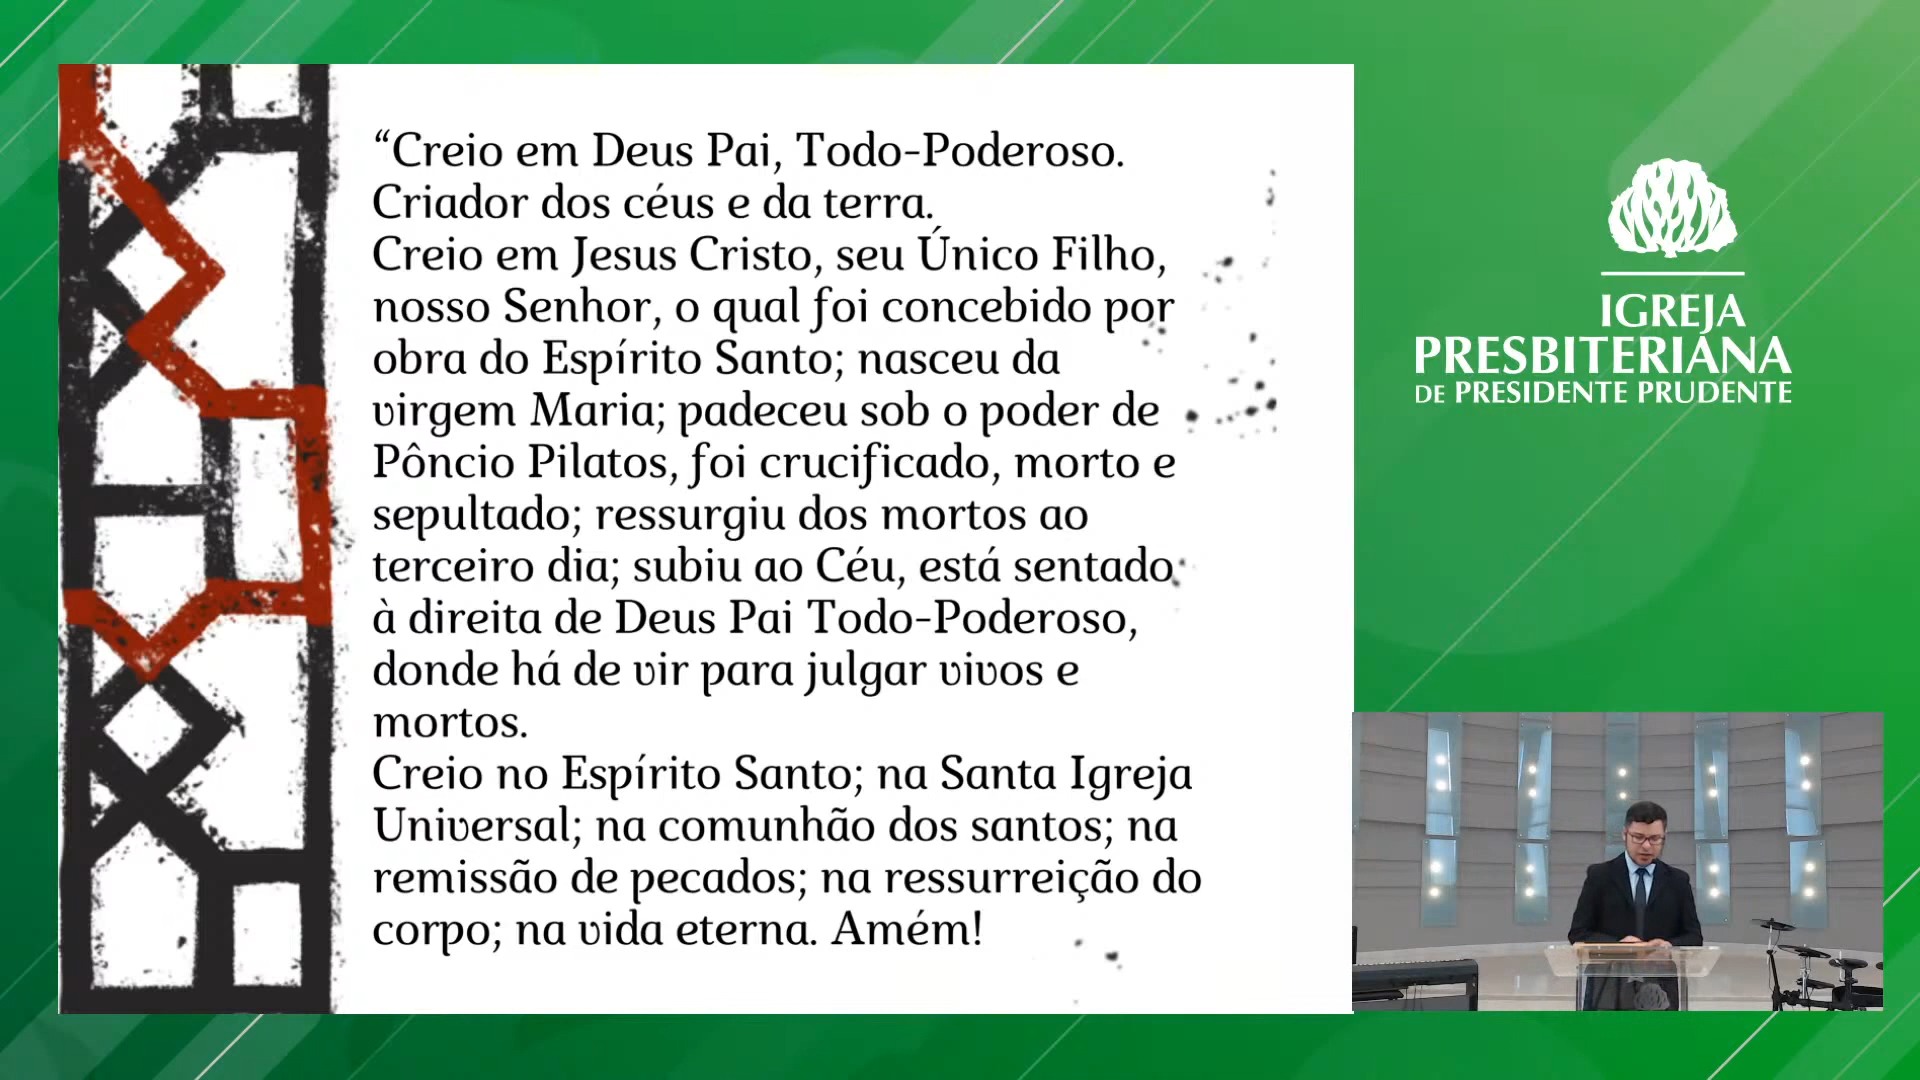 “Creio em Deus Pai, Todo-Poderoso.
Criador dos céus e da terra.
Creio em Jesus Cristo, seu Único Filho,
nosso Senhor, o qual foi concebido por
obra do Espírito Santo; nasceu da
virgem Maria; padeceu sob o poder de
Pôncio Pilatos, foi crucificado, morto e
sepultado; ressurgiu dos mortos ao
terceiro dia; subiu ao Céu, está sentado
à direita de Deus Pai Todo-Poderoso,
donde há de vir para julgar vivos e
mortos.
Creio no Espírito Santo; na Santa Igreja
Universal; na comunhão dos santos; na
remissão de pecados; na ressurreição do
corpo; na vida eterna. Amém!
IGREJA
PRESBITERIANA
DE PRESIDENTE PRUDENTE